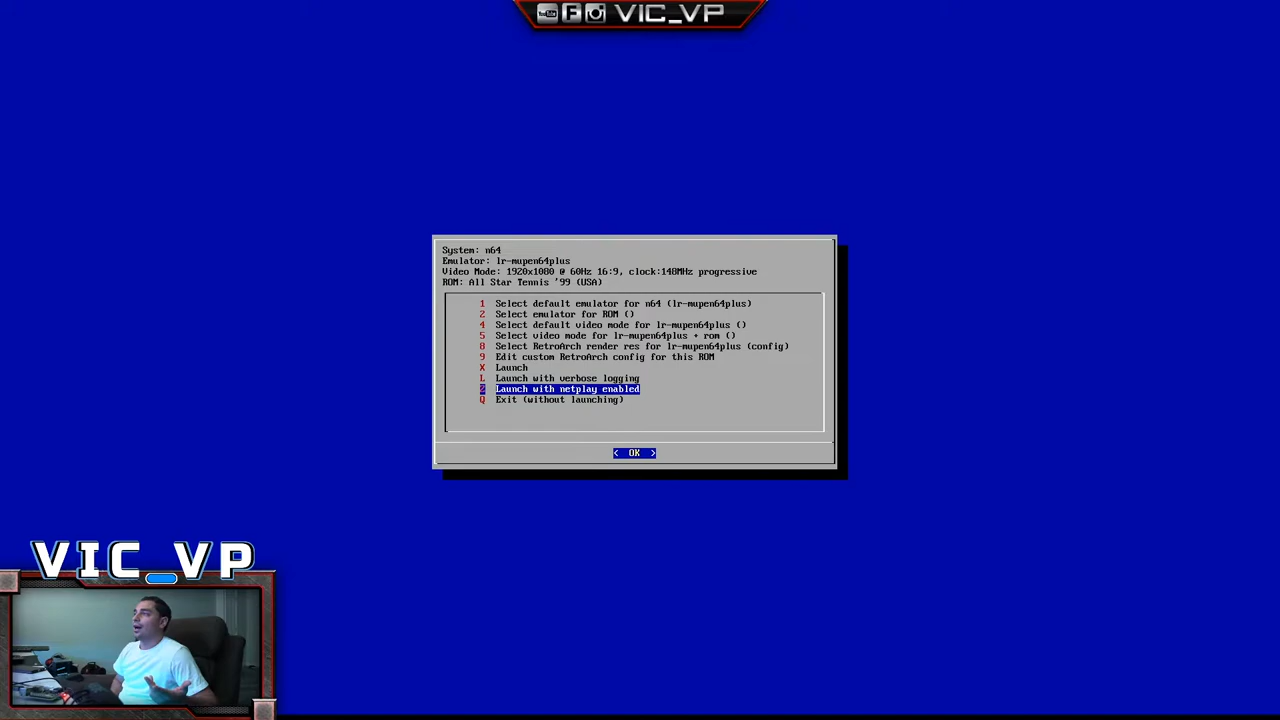 VIC_VP
System: n64
Emulator: lr-mupen64plus
Video Mode: 1920x1080 @ 60Hz 16:9, clock:148MHz progressive
ROM: All Star Tennis '99 (USA)
1 Select default emulator for n64 (lr-mupen64plus)
2 Select emulator for ROM ()
4 Select default video mode for lr-mupen64plus ()
5 Select video mode for lr-mupen64plus + rom ()
8 Select RetroArch render res for lr-mupen64plus (config)
9 Edit custom RetroArch config for this ROM
X Launch
L Launch with verbose logging
Z Launch with netplay enabled
Q Exit (without launching)
< OK >
VIC_VP